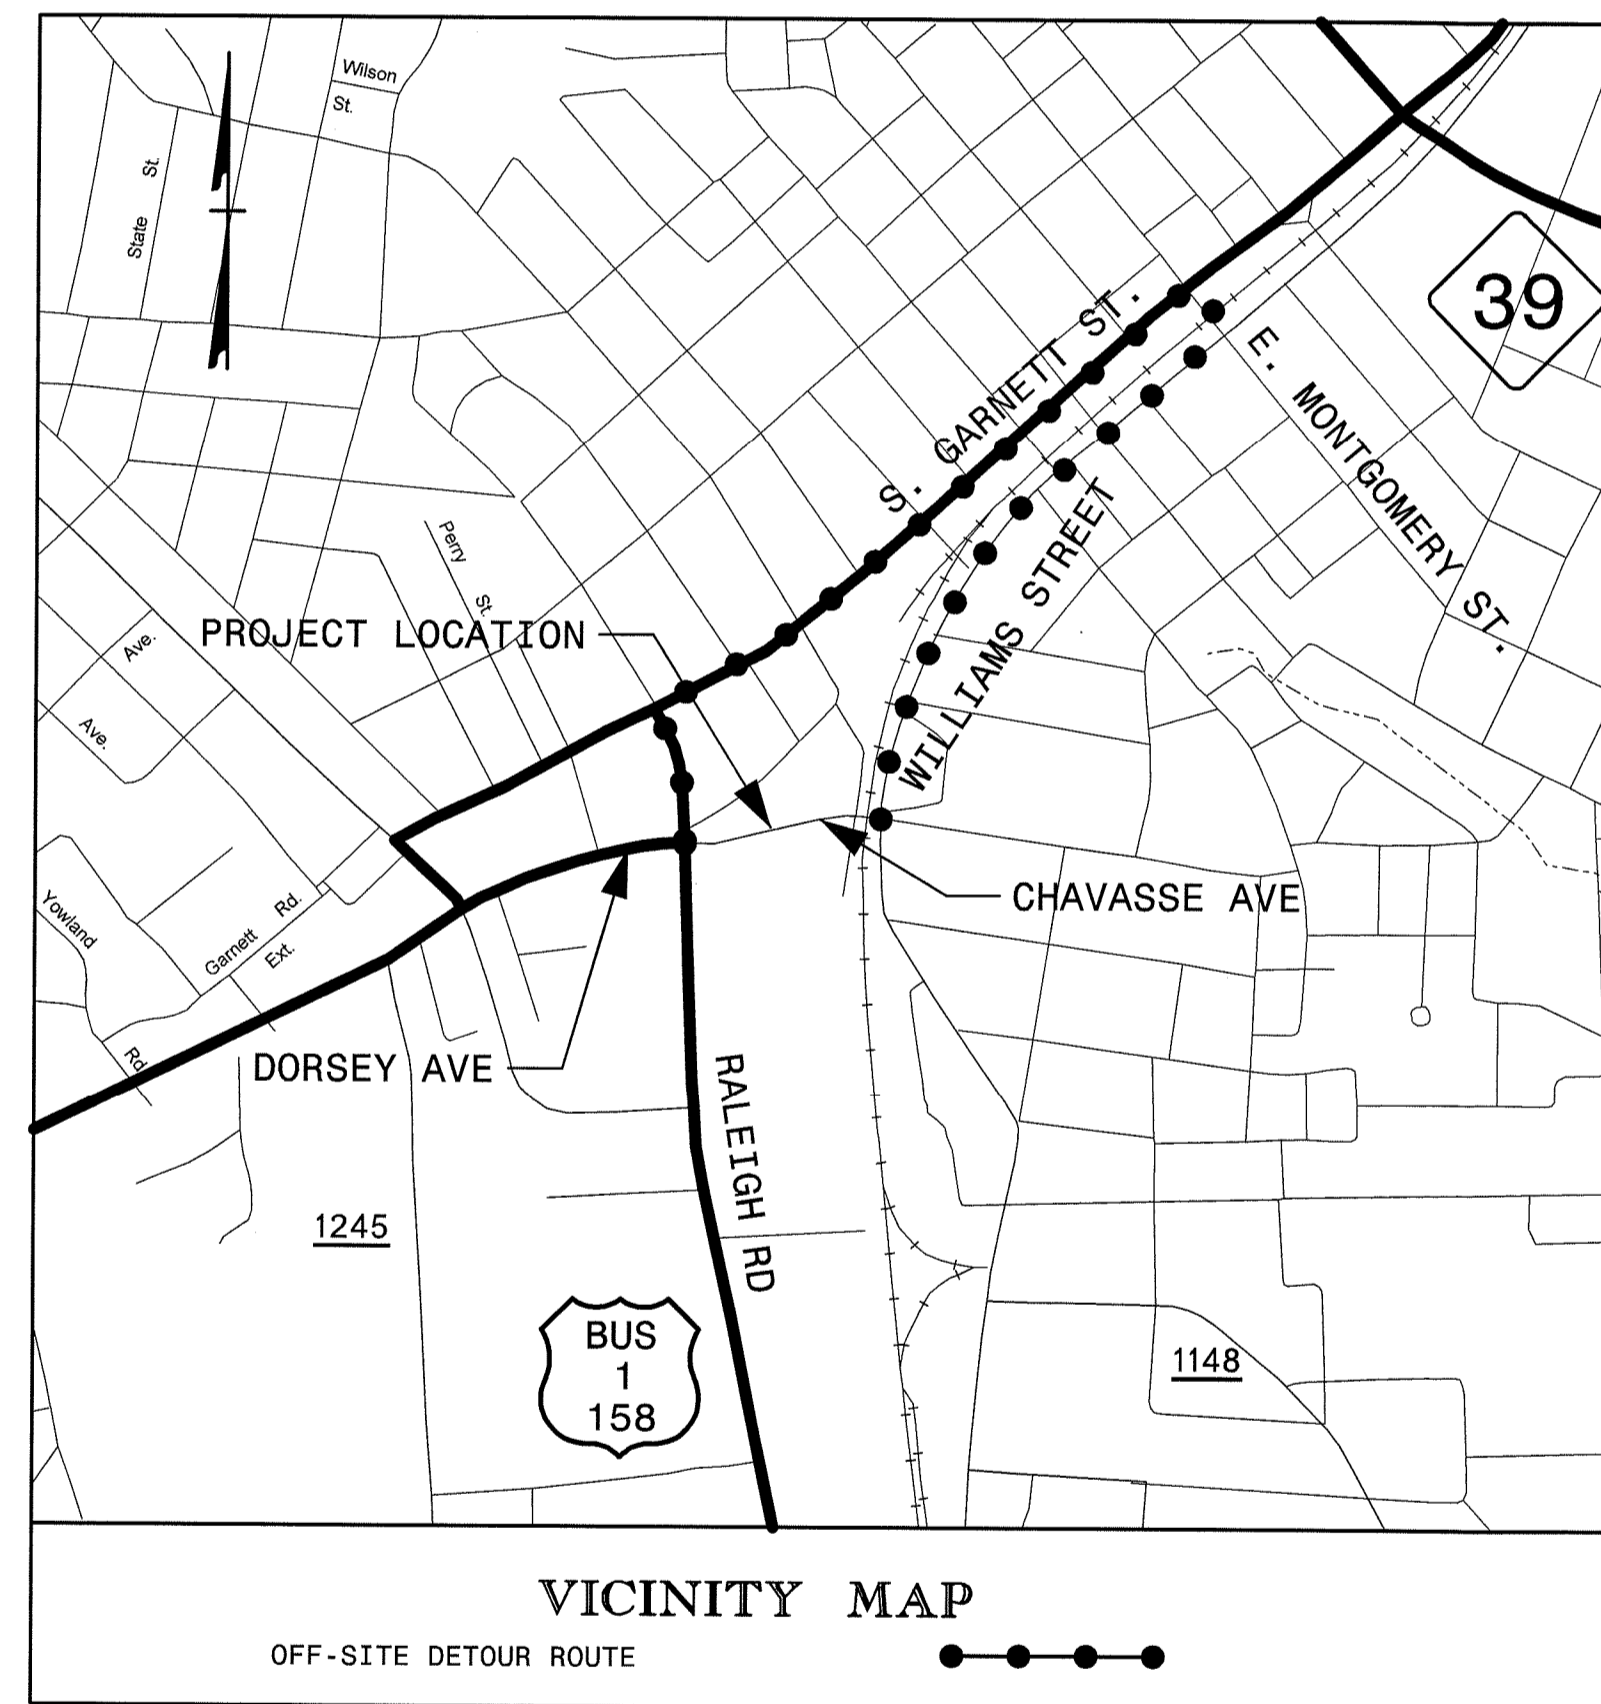 Wilson
St.
State St.
39
S. GARNETT ST.
E. MONTGOMERY ST.
WILLIAMS STREET
Perry St.
PROJECT LOCATION
Ave.
Ave.
CHAVASSE AVE
Yowland
Rd
Garnett Rd.
Ext.
DORSEY AVE
RALEIGH RD
1245
BUS
1
158
1148
VICINITY MAP
OFF-SITE DETOUR ROUTE